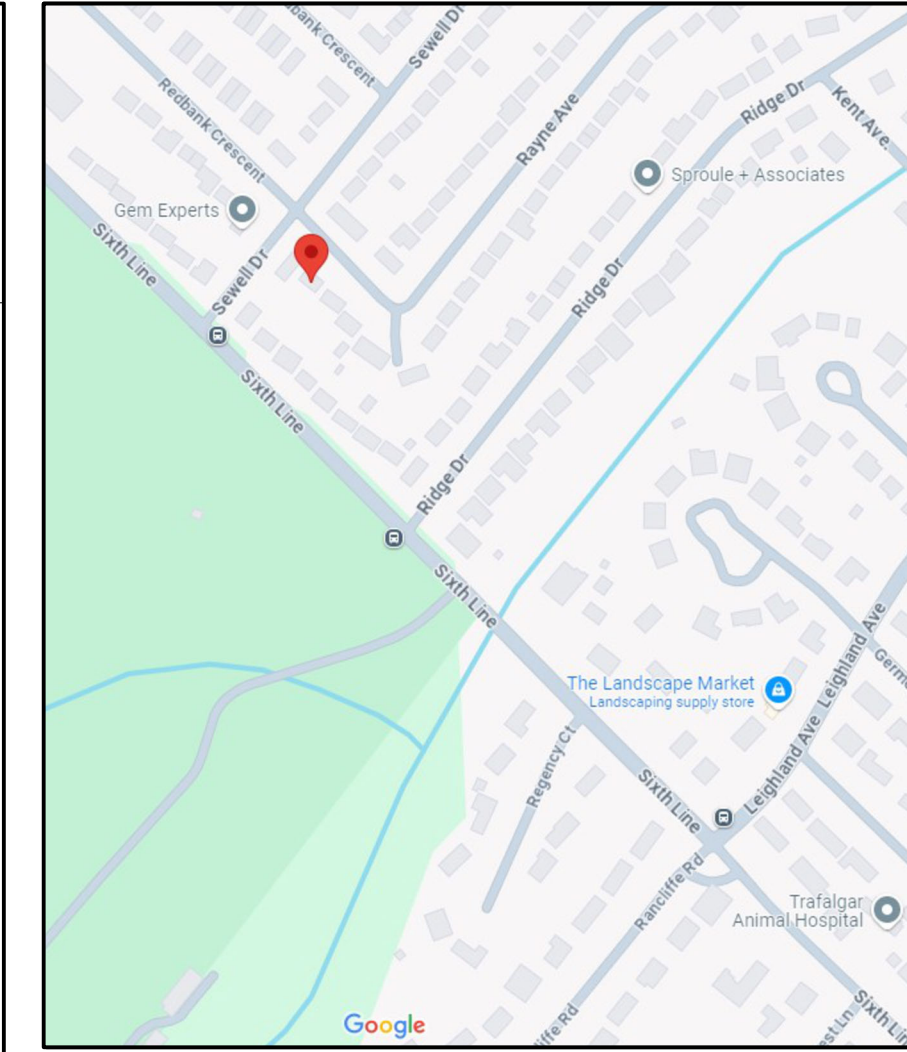 Sewell Dr
Redbank Crescent
Rayne Ave
Ridge Dr
Kent Ave.
Sproule + Associates
Gem Experts
Sixth Line
Sewell Dr
Ridge Dr
Sixth Line
Ridge Dr
Sixth Line
The Landscape Market
Landscaping supply store
Leighland Ave
Leighland Ave
Regency Ct
Sixth Line
Rancliffe Rd
Trafalgar
Animal Hospital
Google